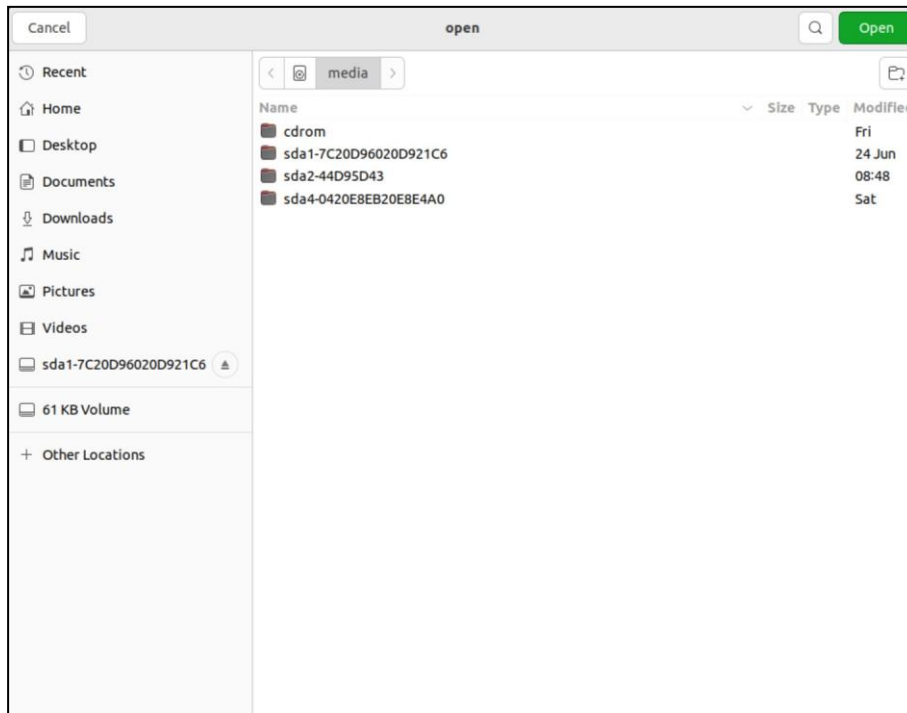 Cancel
open
Open
Recent
Home
Desktop
Documents
Downloads
Music
Pictures
Videos
sda1-7C20D96020D921C6
61 KB Volume
Other Locations
media
Name Size Type Modified
cdrom Fri
sda1-7C20D96020D921C6 24 Jun
sda2-44D95D43 08:48
sda4-0420E8EB20E8E4A0 Sat